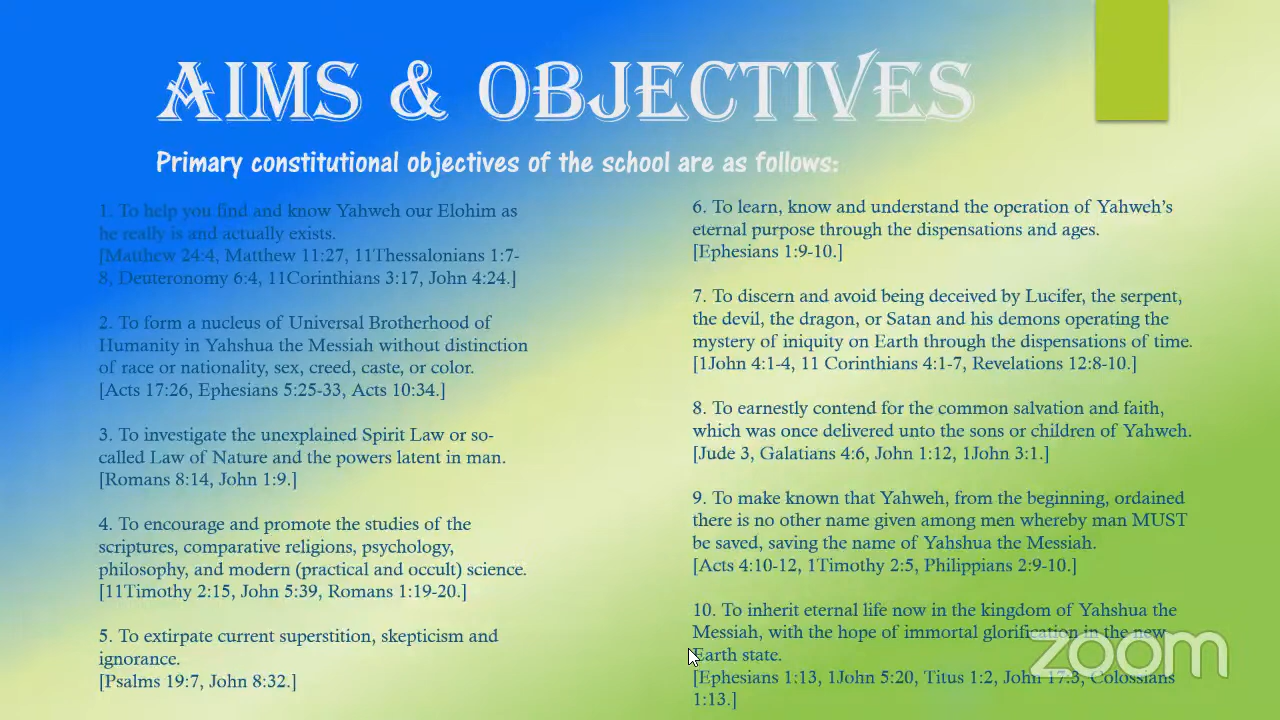 AIMS & OBJECTIVES
Primary constitutional objectives of the school are as follows:
1. To help you find and know Yahweh our Elohim as
he really is and actually exists.
[Matthew 24:4, Matthew 11:27, 11Thessalonians 1:7-
8, Deuteronomy 6:4, 11Corinthians 3:17, John 4:24.]
2. To form a nucleus of Universal Brotherhood of
Humanity in Yahshua the Messiah without distinction
of race or nationality, sex, creed, caste, or color.
[Acts 17:26, Ephesians 5:25-33, Acts 10:34.]
3. To investigate the unexplained Spirit Law or so-
called Law of Nature and the powers latent in man.
[Romans 8:14, John 1:9.]
4. To encourage and promote the studies of the
scriptures, comparative religions, psychology,
philosophy, and modern (practical and occult) science.
[11Timothy 2:15, John 5:39, Romans 1:19-20.]
5. To extirpate current superstition, skepticism and
ignorance.
[Psalms 19:7, John 8:32.]
6. To learn, know and understand the operation of Yahweh's
eternal purpose through the dispensations and ages.
[Ephesians 1:9-10.]
7. To discern and avoid being deceived by Lucifer, the serpent,
the devil, the dragon, or Satan and his demons operating the
mystery of iniquity on Earth through the dispensations of time.
[1John 4:1-4, 11 Corinthians 4:1-7, Revelations 12:8-10.]
8. To earnestly contend for the common salvation and faith,
which was once delivered unto the sons or children of Yahweh.
[Jude 3, Galatians 4:6, John 1:12, 1John 3:1.]
9. To make known that Yahweh, from the beginning, ordained
there is no other name given among men whereby man MUST
be saved, saving the name of Yahshua the Messiah.
[Acts 4:10-12, 1Timothy 2:5, Philippians 2:9-10.]
10. To inherit eternal life now in the kingdom of Yahshua the
Messiah, with the hope of immortal glorification in the new
Earth state.
[Ephesians 1:13, 1John 5:20, Titus 1:2, John 17:3, Colossians
1:13.]
zoom